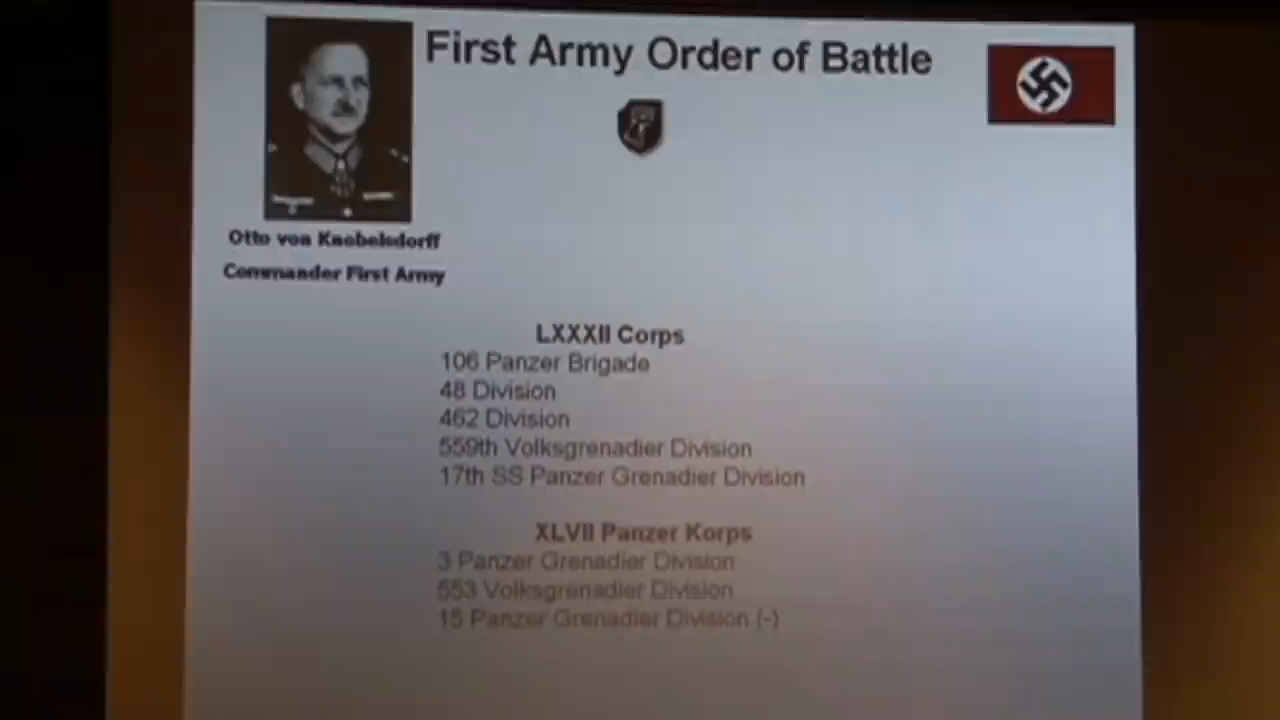 First Army Order of Battle
Otto von Knobelsdorff
Commander First Army
LXXXII Corps
106 Panzer Brigade
48 Division
462 Division
559th Volksgrenadier Division
17th SS Panzer Grenadier Division
XLVII Panzer Korps
3 Panzer Grenadier Division
553 Volksgrenadier Division
15 Panzer Grenadier Division (-)